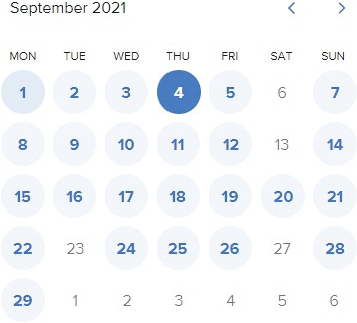 September 2021
MON TUE WED THU FRI SAT SUN
1 2 3 4 5 6 7
8 9 10 11 12 13 14
15 16 17 18 19 20 21
22 23 24 25 26 27 28
29 1 2 3 4 5 6